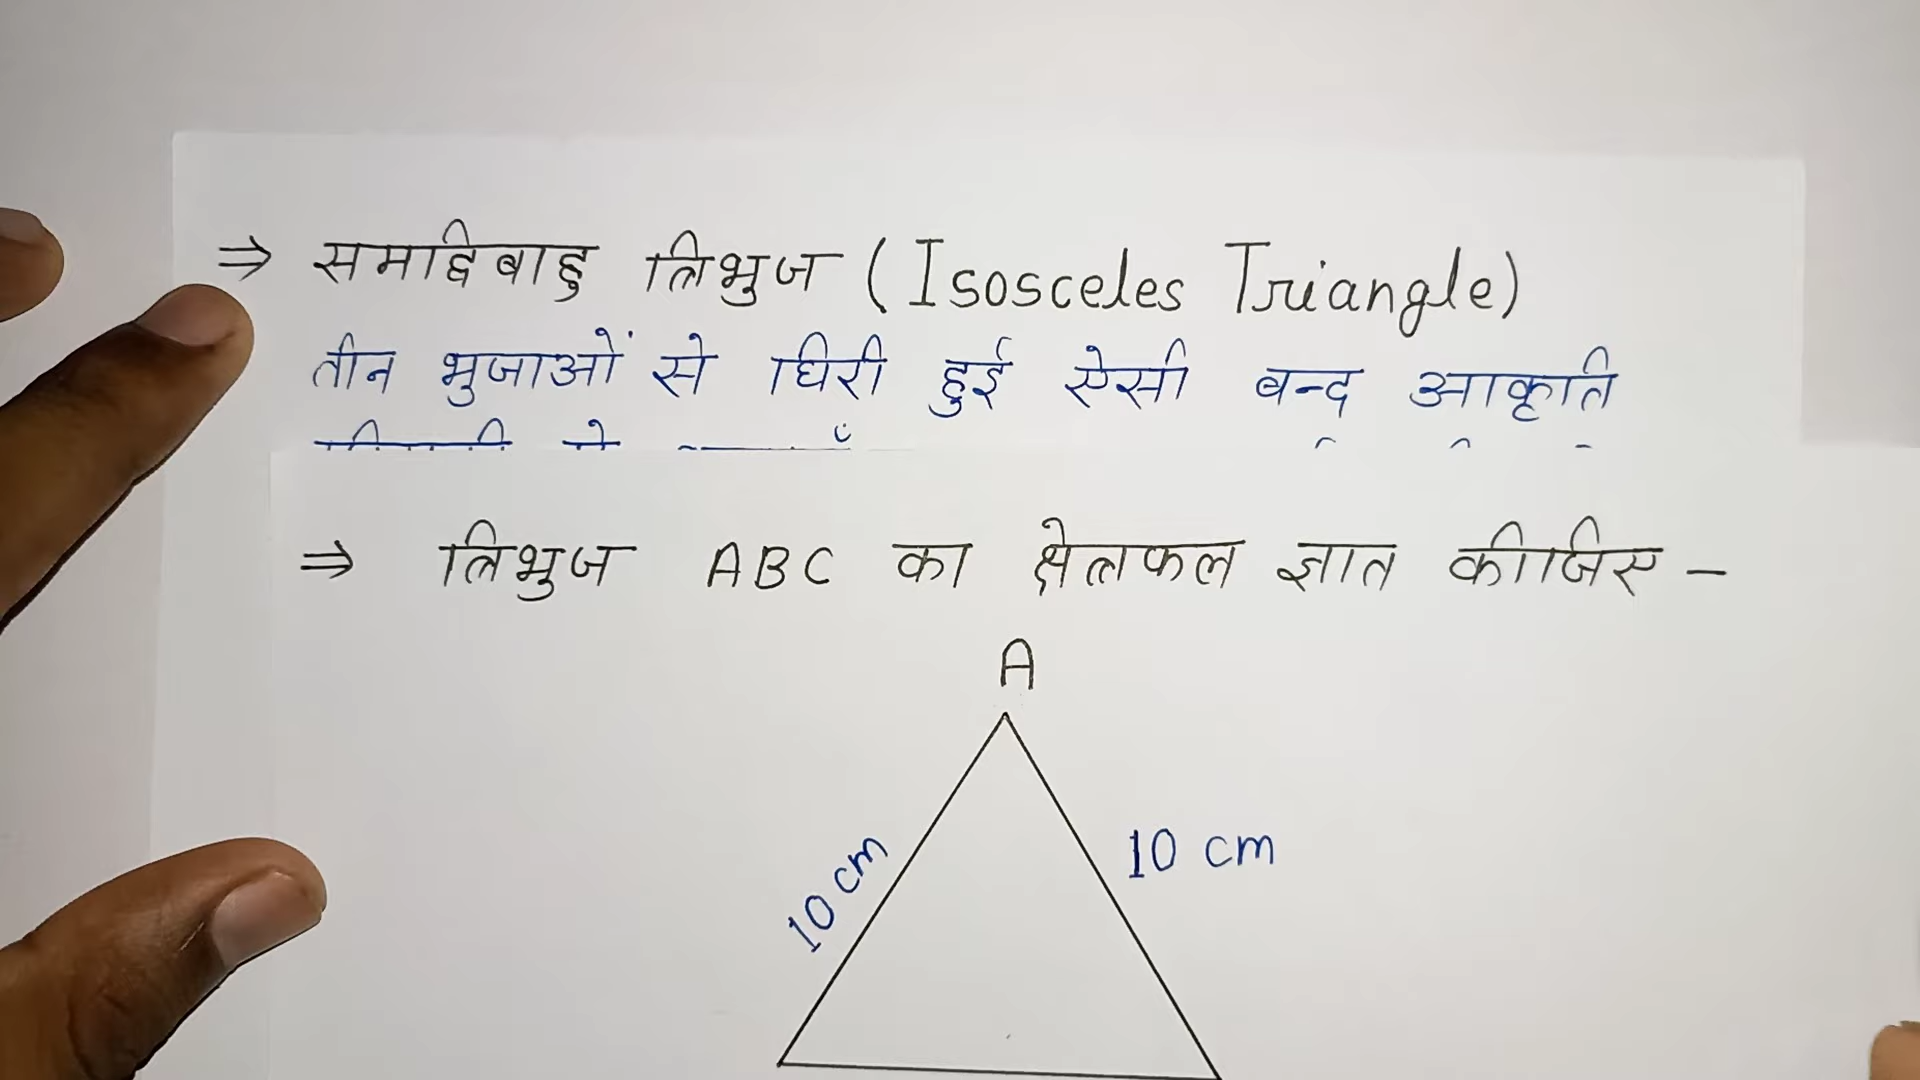 ⇒ समद्विबाहु त्रिभुज (Isosceles Triangle)
तीन भुजाओं से घिरी हुई ऐसी बन्द आकृति
⇒ त्रिभुज ABC का क्षेत्रफल ज्ञात कीजिए -
A
10 cm
10 cm